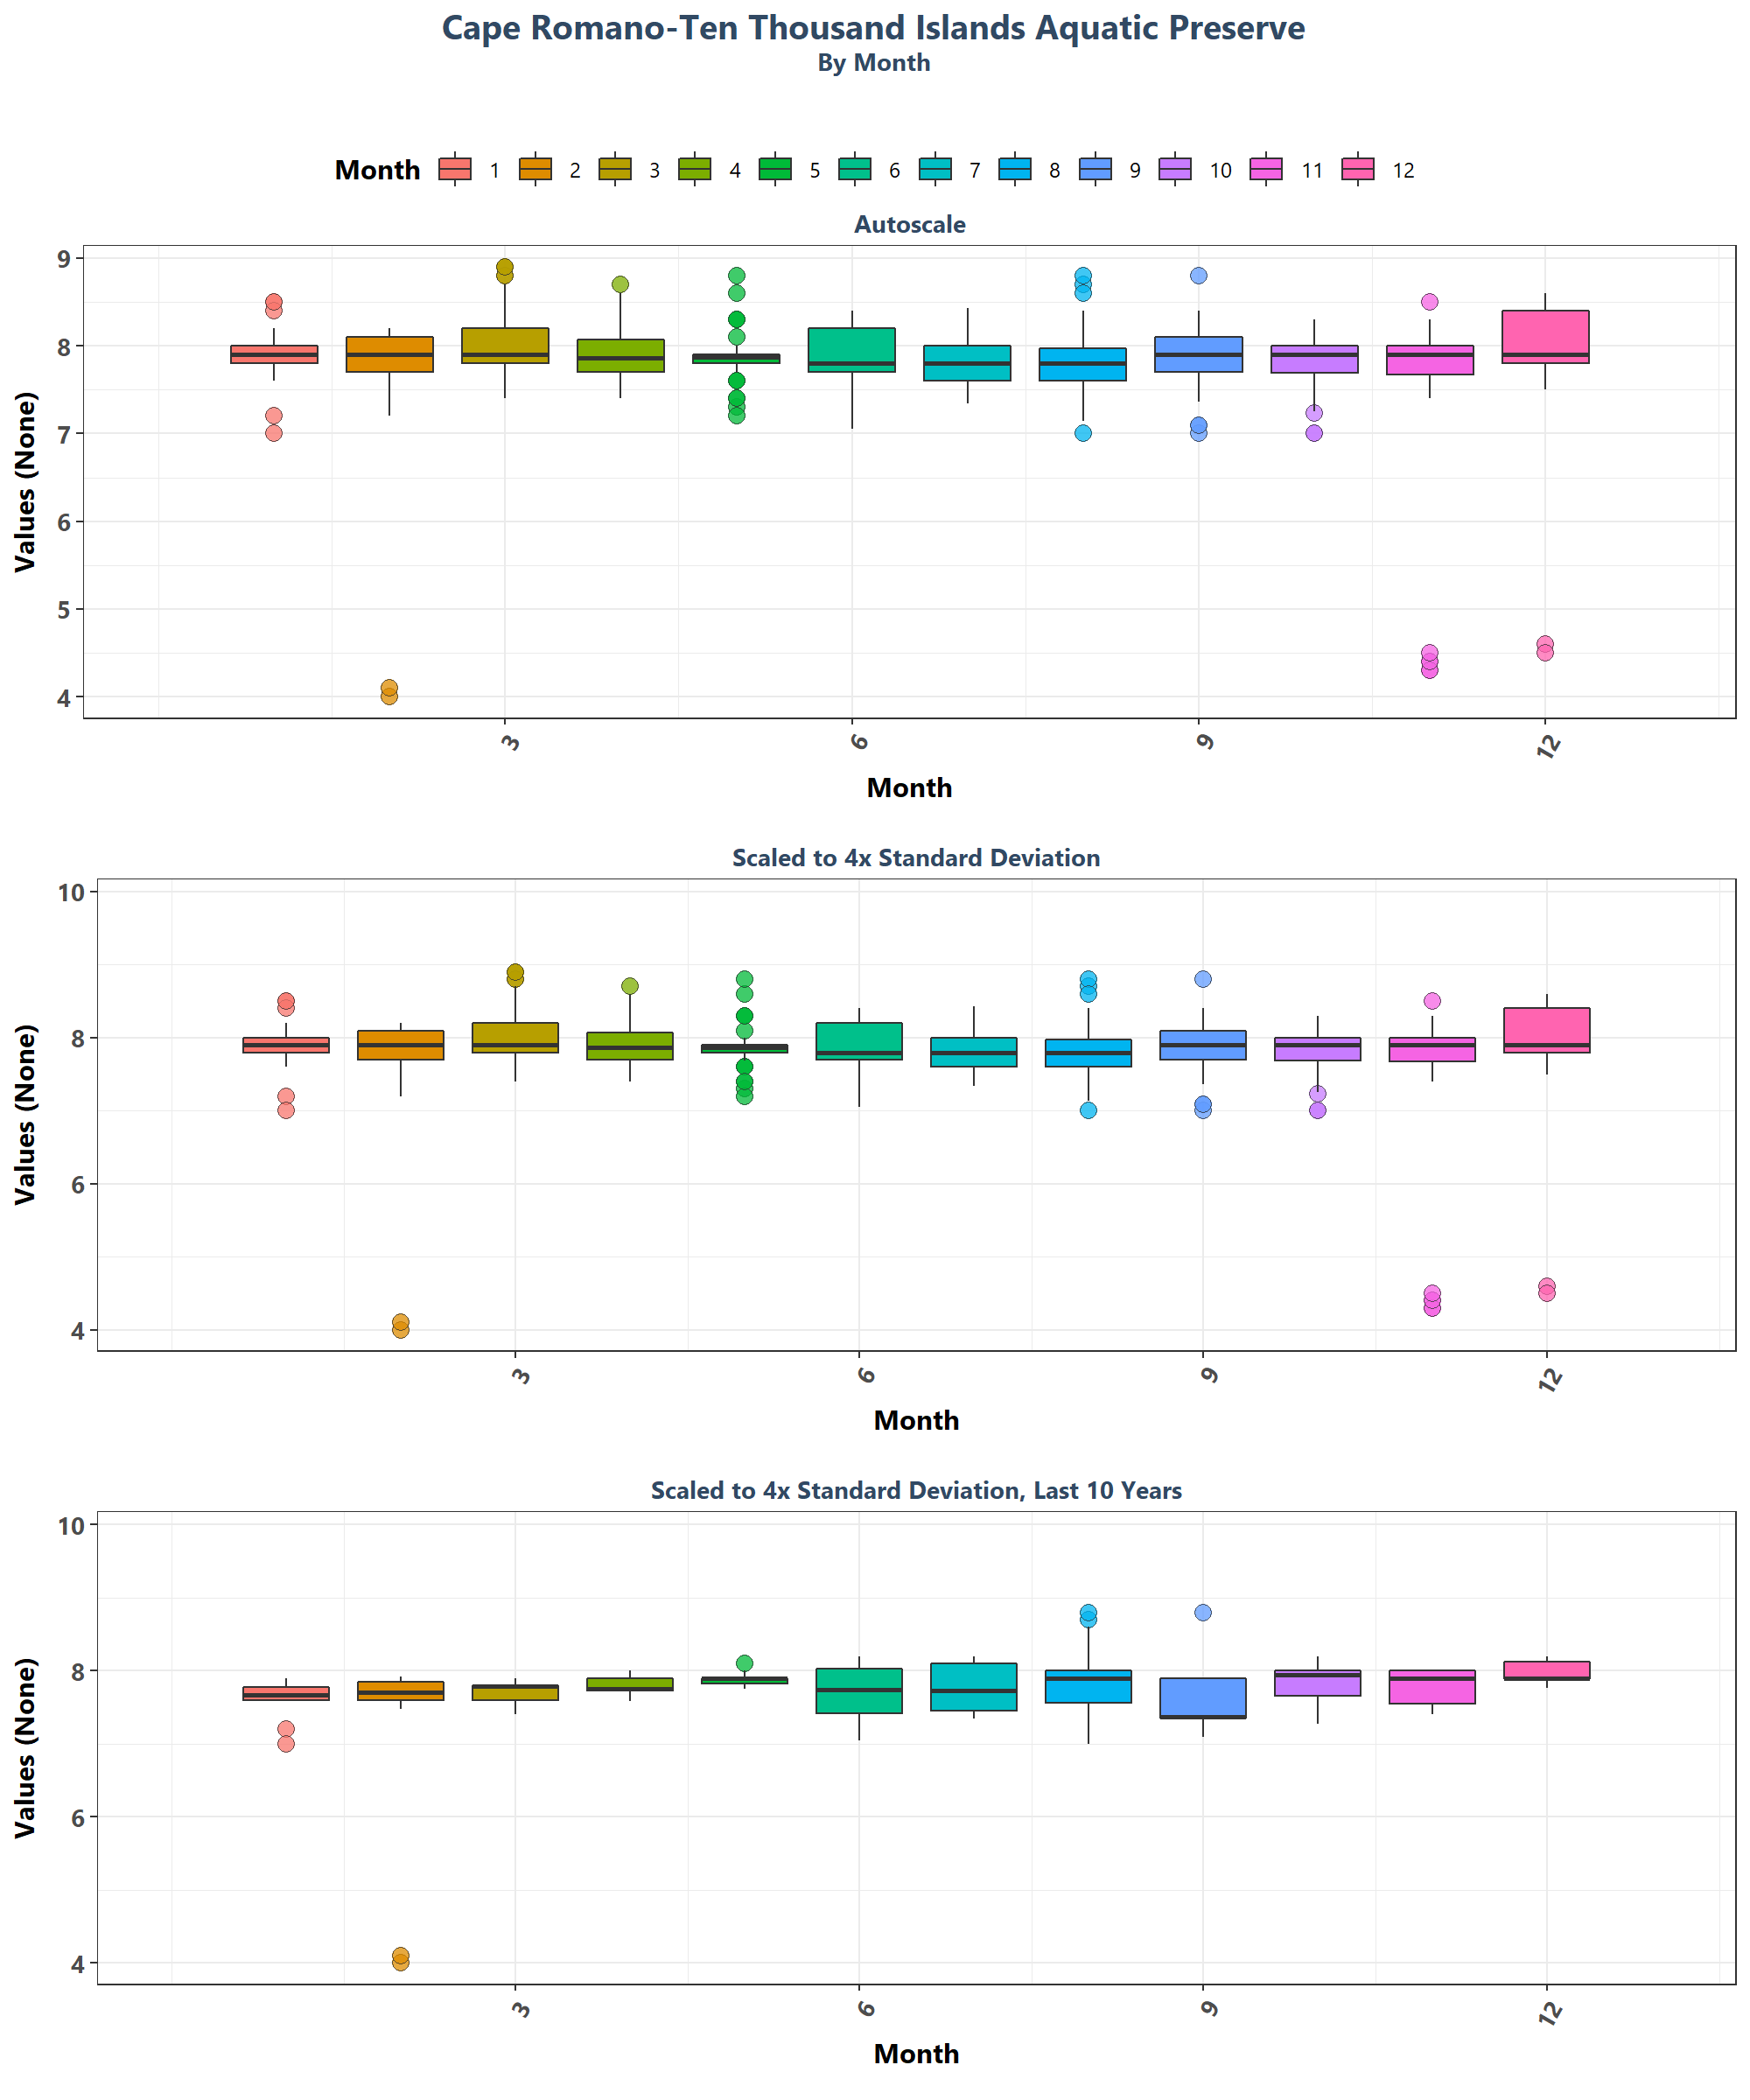 Cape Romano-Ten Thousand Islands Aquatic Preserve
By Month
Month 1 2 3 4 5 6 7 8 9 10 11 12
Autoscale
Values (None)
9
8
7
6
5
4
3 6 9 12
Month
Scaled to 4x Standard Deviation
Values (None)
10
8
6
4
3 6 9 12
Month
Scaled to 4x Standard Deviation, Last 10 Years
Values (None)
10
8
6
4
3 6 9 12
Month